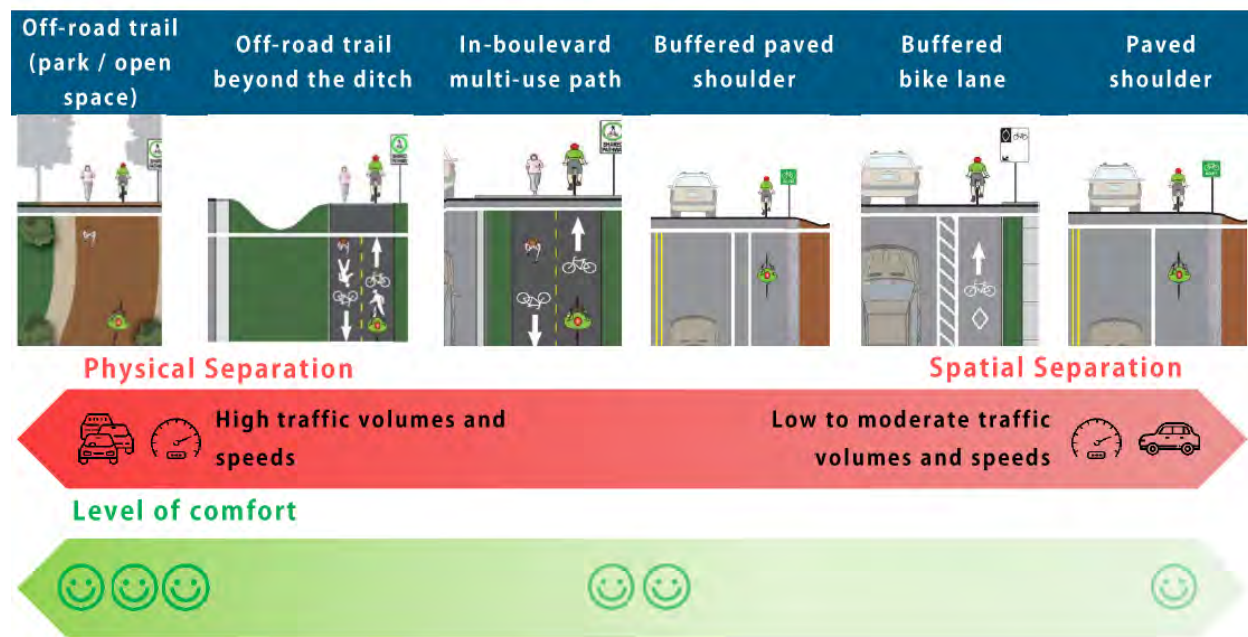 Off-road trail
(park / open
space)
Off-road trail
beyond the ditch
In-boulevard
multi-use path
Buffered paved
shoulder
Buffered
bike lane
Paved
shoulder
Physical Separation
Spatial Separation
High traffic volumes and
speeds
Low to moderate traffic
volumes and speeds
Level of comfort